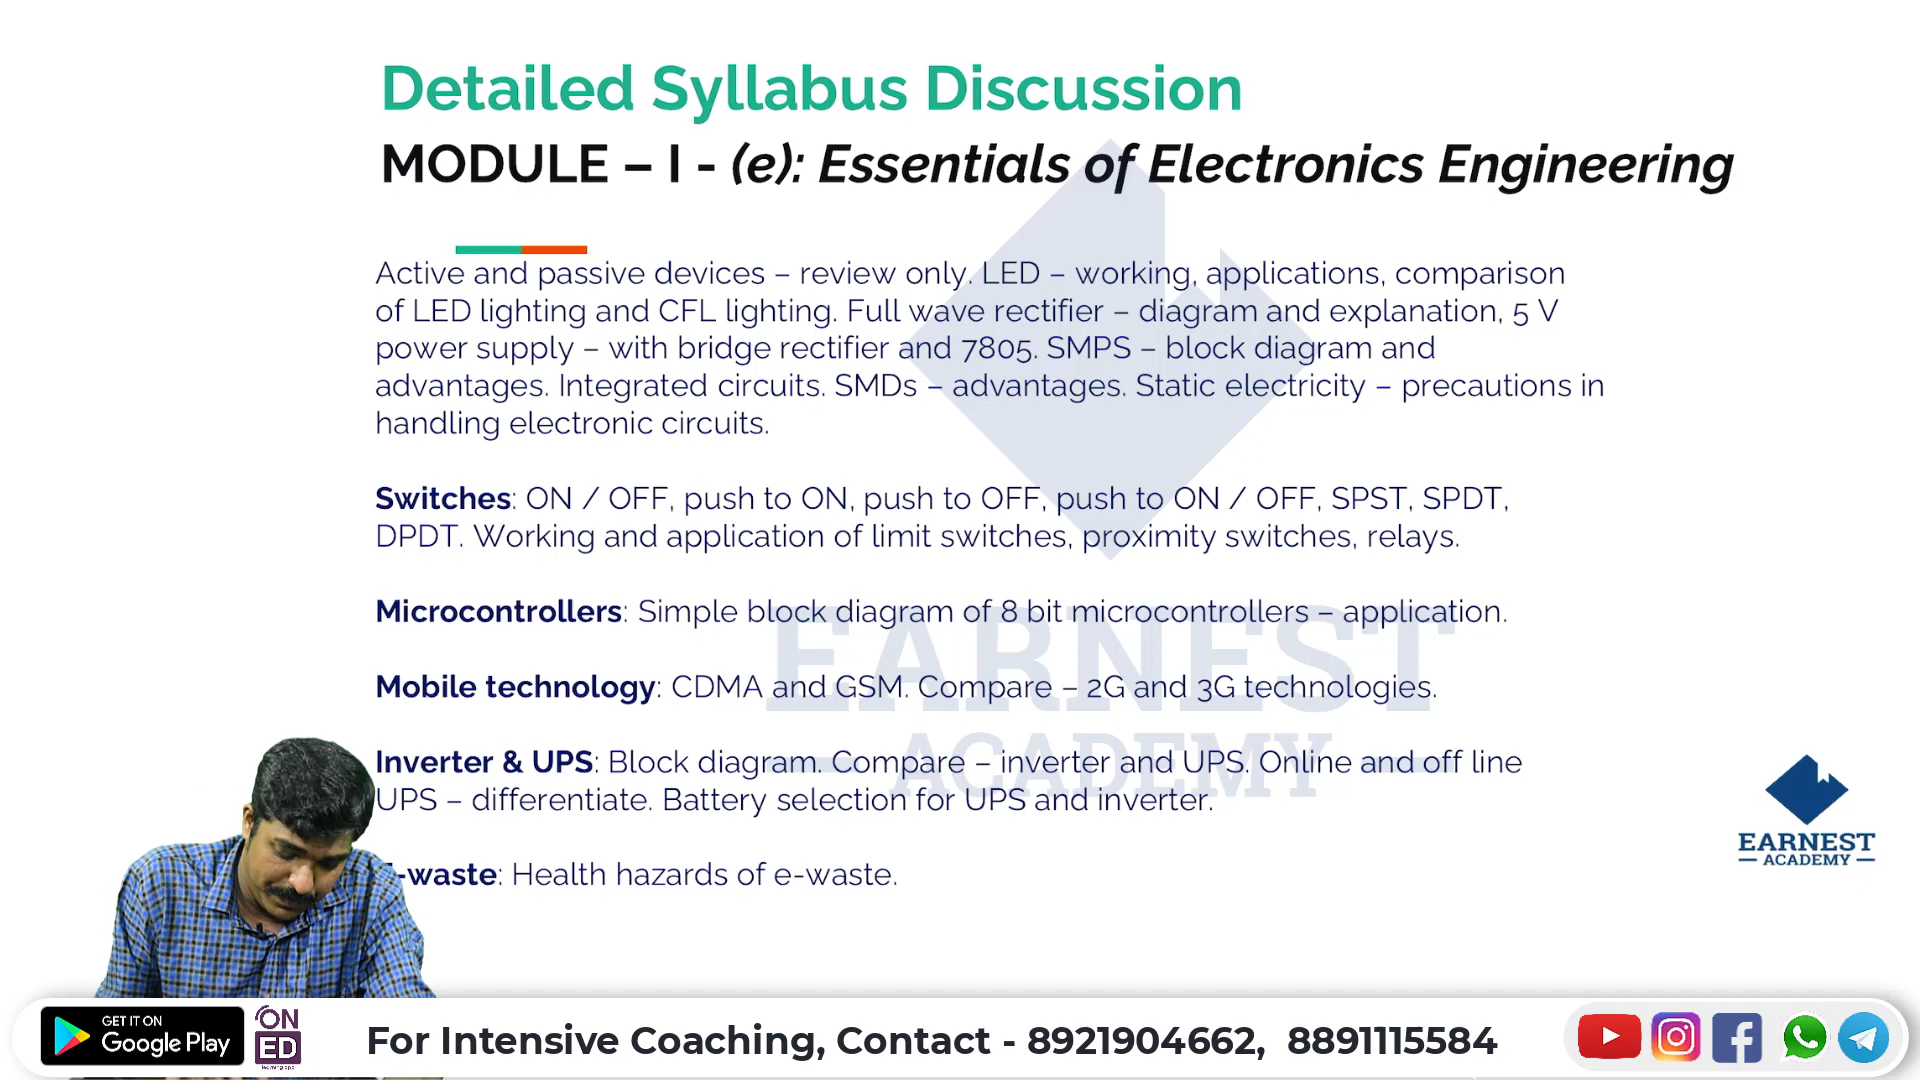 Detailed Syllabus Discussion
MODULE – I - (e): Essentials of Electronics Engineering
Active and passive devices – review only. LED – working, applications, comparison
of LED lighting and CFL lighting. Full wave rectifier – diagram and explanation, 5 V
power supply – with bridge rectifier and 7805. SMPS – block diagram and
advantages. Integrated circuits. SMDs – advantages. Static electricity – precautions in
handling electronic circuits.
Switches: ON / OFF, push to ON, push to OFF, push to ON / OFF, SPST, SPDT,
DPDT. Working and application of limit switches, proximity switches, relays.
Microcontrollers: Simple block diagram of 8 bit microcontrollers – application.
Mobile technology: CDMA and GSM. Compare – 2G and 3G technologies.
Inverter & UPS: Block diagram. Compare – inverter and UPS. Online and off line
UPS – differentiate. Battery selection for UPS and inverter.
-waste: Health hazards of e-waste.
EARNEST
ACADEMY
EARNEST
– ACADEMY –
GET IT ON
Google Play
ON
ED
For Intensive Coaching, Contact - 8921904662, 8891115584